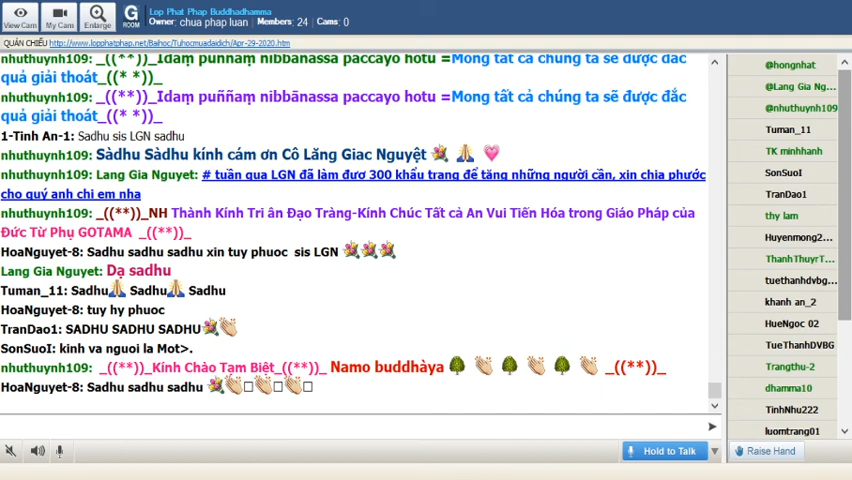 View Cam
My Cam
Enlarge
G
ROOM
Lop Phat Phap Buddhadhamma
Owner: chua phap luan Members: 24 Cams: 0
QUÁN CHIẾU http://www.lopphatphap.net/Baihoc/Tuhocmuadaidich/Apr-29-2020.htm
nhuthuynh109: _((**)_Idaṃ puññaṃ nibbānassa paccayo hotu =Mong tất cả chúng ta sẽ được đắc
quả giải thoát_((* *))_
nhuthuynh109: _((**)_Idaṃ puññaṃ nibbānassa paccayo hotu =Mong tất cả chúng ta sẽ được đắc
quả giải thoát_((* *))_
1-Tinh An-1: Sadhu sis LGN sadhu
nhuthuynh109: Sàdhu Sàdhu kính cám ơn Cô Lăng Giac Nguyệt
nhuthuynh109: Lang Gia Nguyet: # tuần qua LGN đã làm đươ 300 khẩu trang để tăng những người cần, xin chia phước
cho quý anh chi em nha
nhuthuynh109: _((**)_NH Thành Kính Tri ân Đạo Tràng-Kính Chúc Tất cả An Vui Tiến Hóa trong Giáo Pháp của
Đức Từ Phụ GOTAMA _((**)_
HoaNguyet-8: Sadhu sadhu sadhu xin tuy phuoc sis LGN
Lang Gia Nguyet: Dạ sadhu
Tuman_11: Sadhu Sadhu Sadhu
HoaNguyet-8: tuy hy phuoc
TranDao1: SADHU SADHU SADHU
SonSuoI: kinh va nguoi la Mot>.
nhuthuynh109: _((**)_Kính Chào Tạm Biệt_((**)_ Namo buddhàya _((**)_
HoaNguyet-8: Sadhu sadhu sadhu
@hongnhat
@Lang Gia Ng...
@nhuthuynh109
Tuman_11
TK minhhanh
SonSuoI
TranDao1
thy lam
Huyenmong2...
ThanhThuyrT...
tuethanhdvbg...
khanh an_2
HueNgoc 02
TueThanhDVBG
Trangthu-2
dhamma10
TinhNhu222
luomtrang01
Hold to Talk
Raise Hand